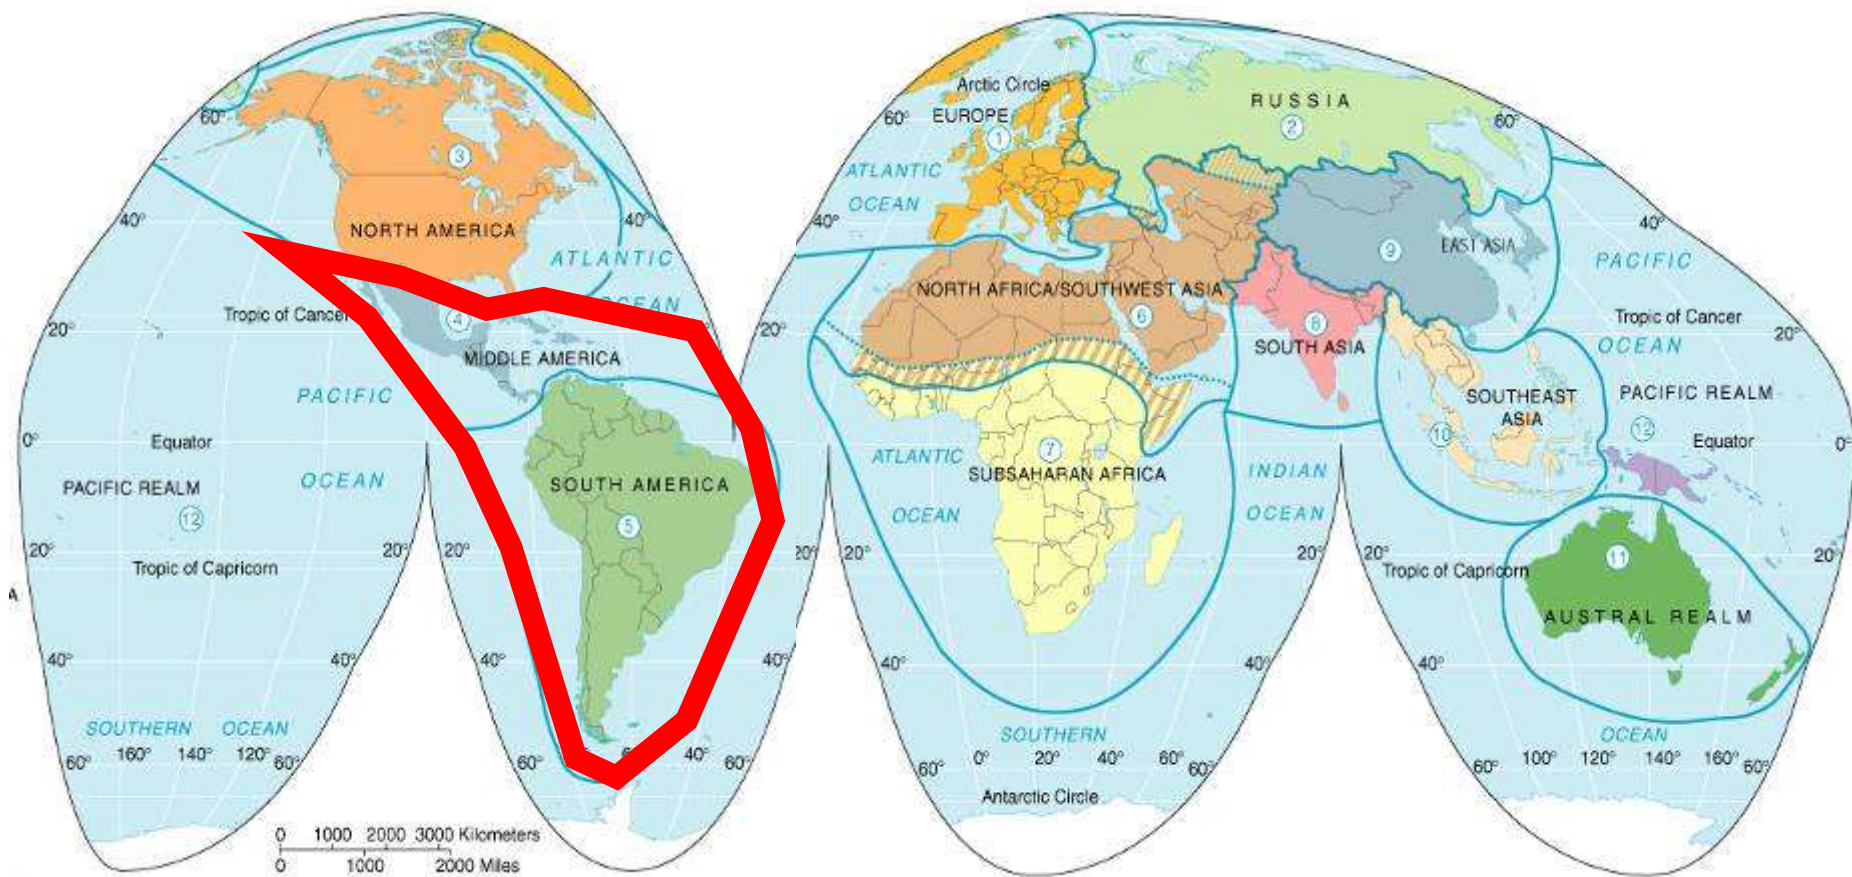 Arctic Circle
EUROPE
1
RUSSIA
2
60°
60°
60°
3
ATLANTIC
OCEAN
40°
40°
40°
40°
NORTH AMERICA
EAST ASIA
9
ATLANTIC
OCEAN
PACIFIC
OCEAN
NORTH AFRICA/SOUTHWEST ASIA
6
Tropic of Cancer
4
20°
20°
20°
8
SOUTH ASIA
Tropic of Cancer
MIDDLE AMERICA
PACIFIC
OCEAN
SOUTHEAST
ASIA
10
PACIFIC REALM
12
0°
Equator
Equator
0°
7
SUBSAHARAN AFRICA
ATLANTIC
OCEAN
INDIAN
OCEAN
PACIFIC REALM
12
SOUTH AMERICA
5
20°
20°
20°
20°
20°
20°
20°
20°
Tropic of Capricorn
Tropic of Capricorn
11
AUSTRAL REALM
A
40°
40°
40°
40°
40°
40°
SOUTHERN OCEAN
SOUTHERN
OCEAN
60°
160°
140°
120°
60°
60°
40°
60°
60°
0°
20°
40°
60°
60°
60°
100°
120°
140°
160°
60°
Antarctic Circle
0 1000 2000 3000 Kilometers
0 1000 2000 Miles